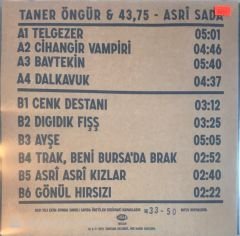 TANER ÖNGÜR & 43,75 - ASRİ SADA
A1 TELGEZER 05:01
A2 CİHANGİR VAMPİRİ 04:46
A3 BAYTEKİN 05:40
A4 DALKAVUK 04:37
B1 CENK DESTANI 03:12
B2 DIGIDIK FIŞŞ 03:25
B3 AYŞE 05:05
B4 TRAK, BENİ BURSA'DA BRAK 02:52
B5 ASRİ ASRİ KIZLAR 02:40
B6 GÖNÜL HIRSIZI 02:22
33-50